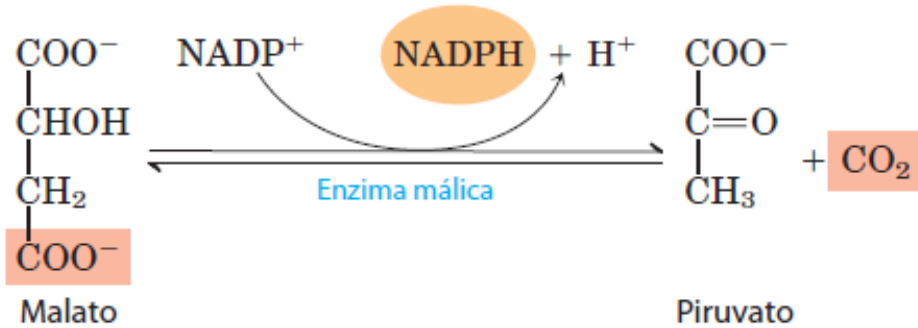 COO⁻ NADP⁺ NADPH + H⁺ COO⁻
CHOH C=O
CH₂ Enzima málica CH₃ + CO₂
COO⁻
Malato Piruvato